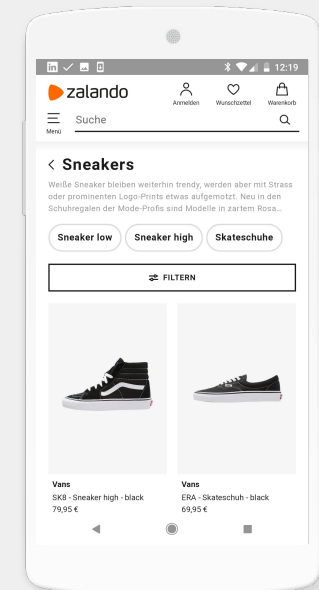 in
12:19
zalando
Anmelden
Wunschzettel
Warenkorb
Menü
Suche
Sneakers
Weiße Sneaker bleiben weiterhin trendy, werden aber mit Strass
oder prominenten Logo-Prints etwas aufgemotzt. Neu in den
Schuhregalen der Mode-Profis sind Modelle in zartem Rosa...
Sneaker low
Sneaker high
Skateschuhe
FILTERN
Vans
SK8 - Sneaker high - black
79,95 €
Vans
ERA - Skateschuh - black
69,95 €